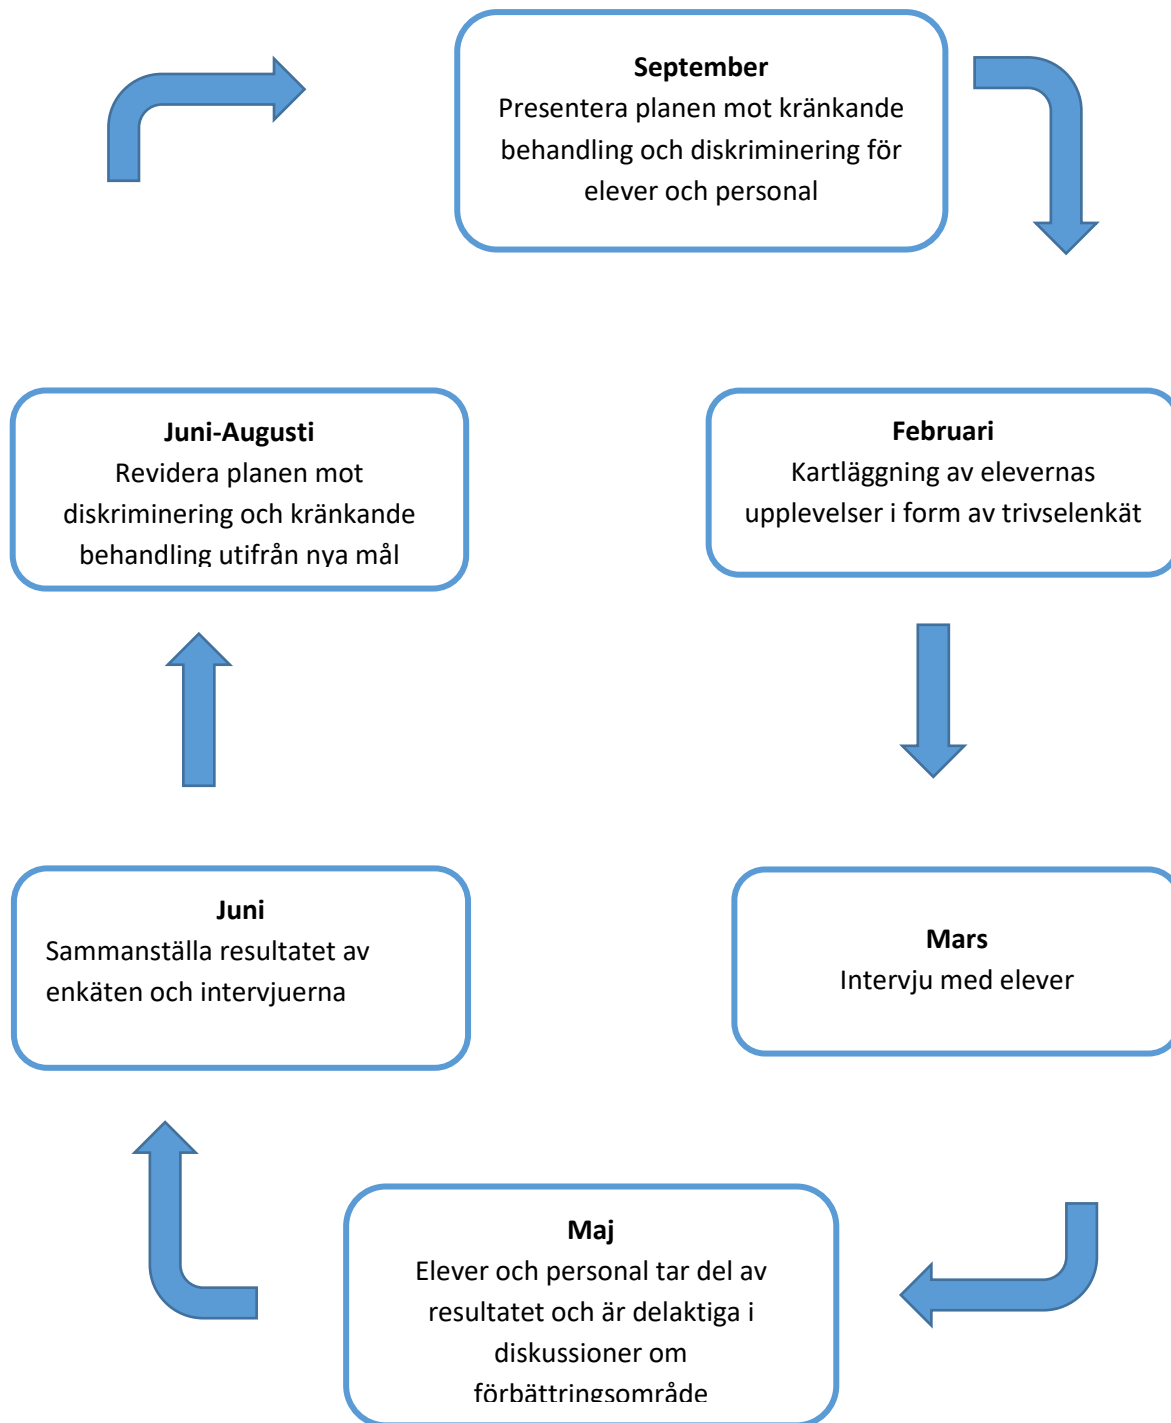 September
Presentera planen mot kränkande
behandling och diskriminering för
elever och personal
Juni-Augusti
Revidera planen mot
diskriminering och kränkande
behandling utifrån nya mål
Februari
Kartläggning av elevernas
upplevelser i form av trivselenkät
Juni
Sammanställa resultatet av
enkäten och intervjuerna
Mars
Intervju med elever
Maj
Elever och personal tar del av
resultatet och är delaktiga i
diskussioner om
förbättringsområde